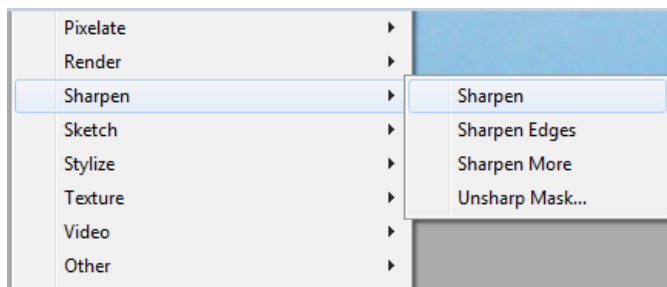 Pixelate
Render
Sharpen
Sketch
Stylize
Texture
Video
Other
Sharpen
Sharpen Edges
Sharpen More
Unsharp Mask...